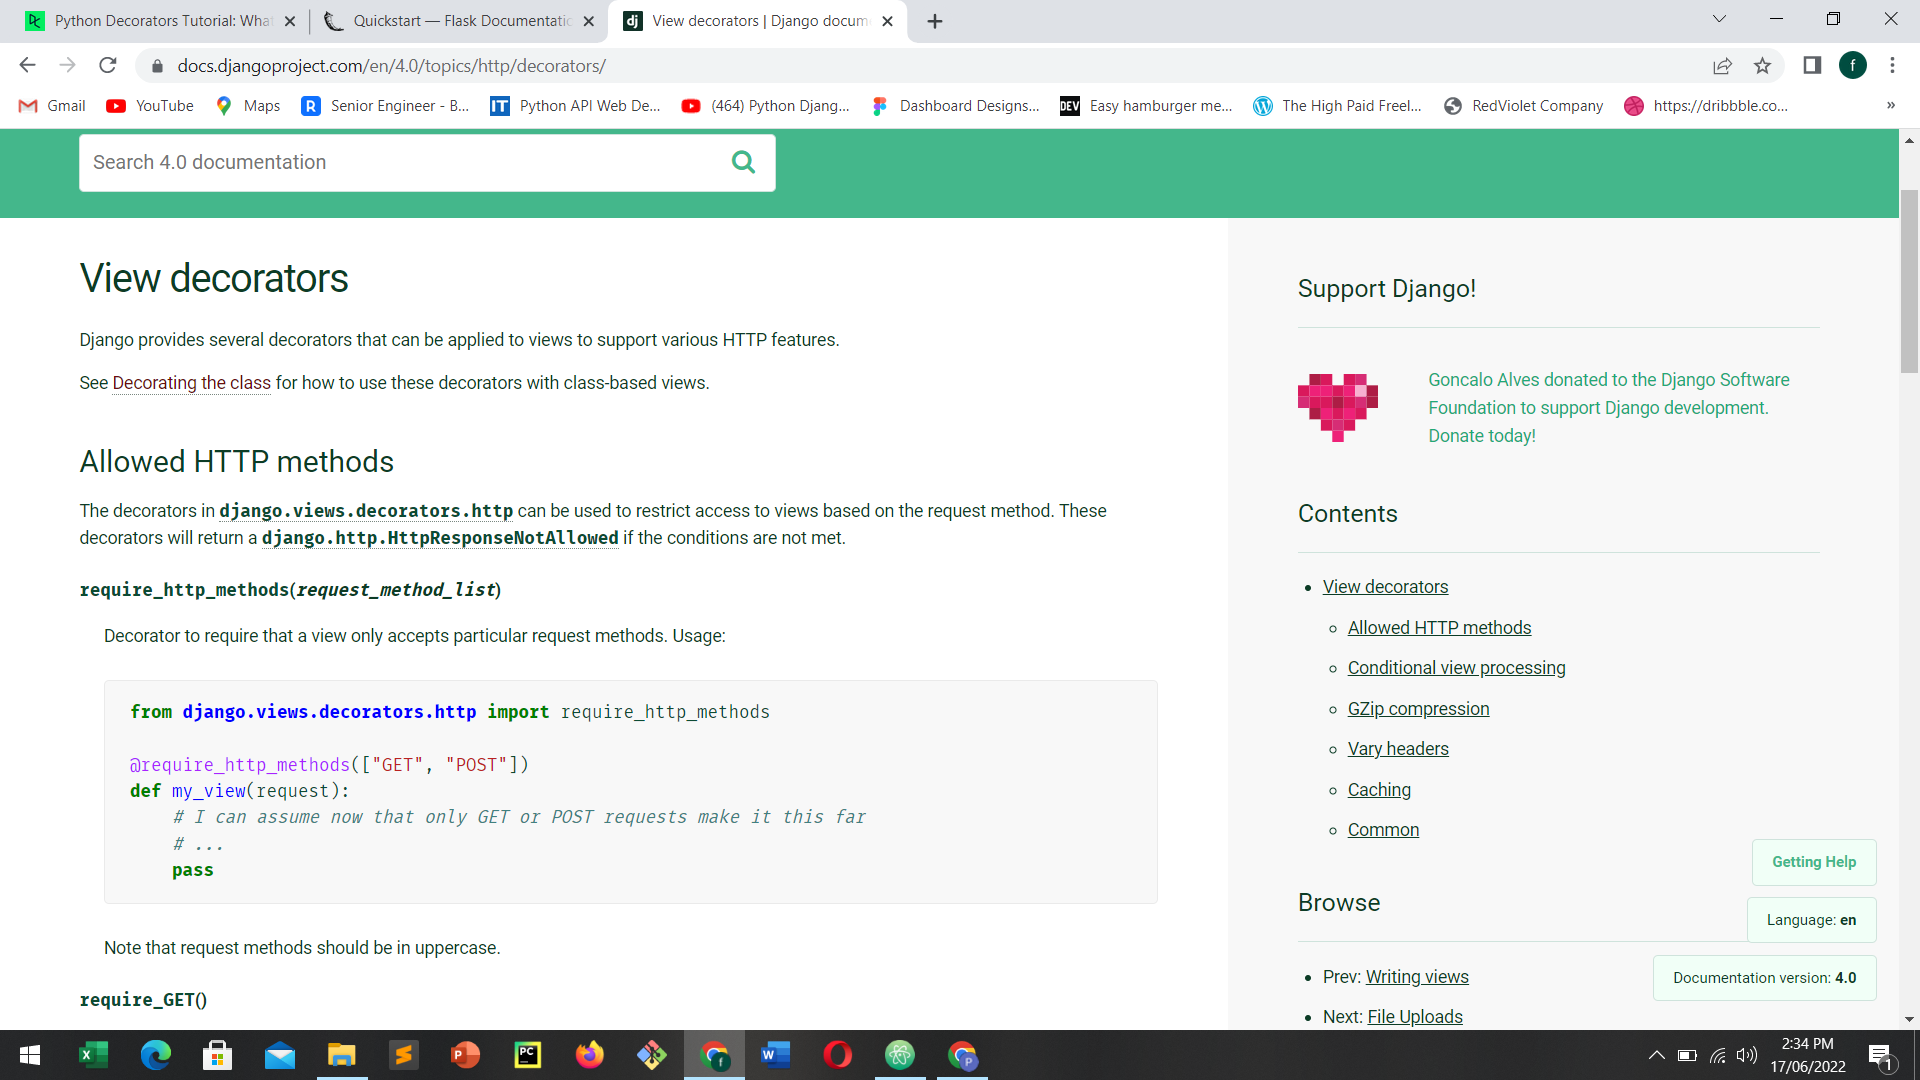 Python Decorators Tutorial: What
Quickstart — Flask Documentatic
dj
View decorators | Django docum
docs.djangoproject.com/en/4.0/topics/http/decorators/
f
Gmail
YouTube
Maps
R Senior Engineer - B...
IT Python API Web De...
(464) Python Djang...
Dashboard Designs...
DEV Easy hamburger me...
The High Paid Freel...
RedViolet Company
https://dribbble.co...
»
Search 4.0 documentation
View decorators
Django provides several decorators that can be applied to views to support various HTTP features.
See Decorating the class for how to use these decorators with class-based views.
Allowed HTTP methods
The decorators in django.views.decorators.http can be used to restrict access to views based on the request method. These
decorators will return a django.http.HttpResponseNotAllowed if the conditions are not met.
require_http_methods(request_method_list)
Decorator to require that a view only accepts particular request methods. Usage:
from django.views.decorators.http import require_http_methods
@require_http_methods(["GET", "POST"])
def my_view(request):
# I can assume now that only GET or POST requests make it this far
# ...
pass
Note that request methods should be in uppercase.
require_GET()
Support Django!
Goncalo Alves donated to the Django Software
Foundation to support Django development.
Donate today!
Contents
View decorators
Allowed HTTP methods
Conditional view processing
GZip compression
Vary headers
Caching
Common
Getting Help
Browse
Language: en
Prev: Writing views
Documentation version: 4.0
Next: File Uploads
2:34 PM
17/06/2022
1